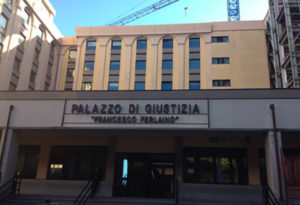 PALAZZO DI GIUSTIZIA
"FRANCESCO FERLAINO"